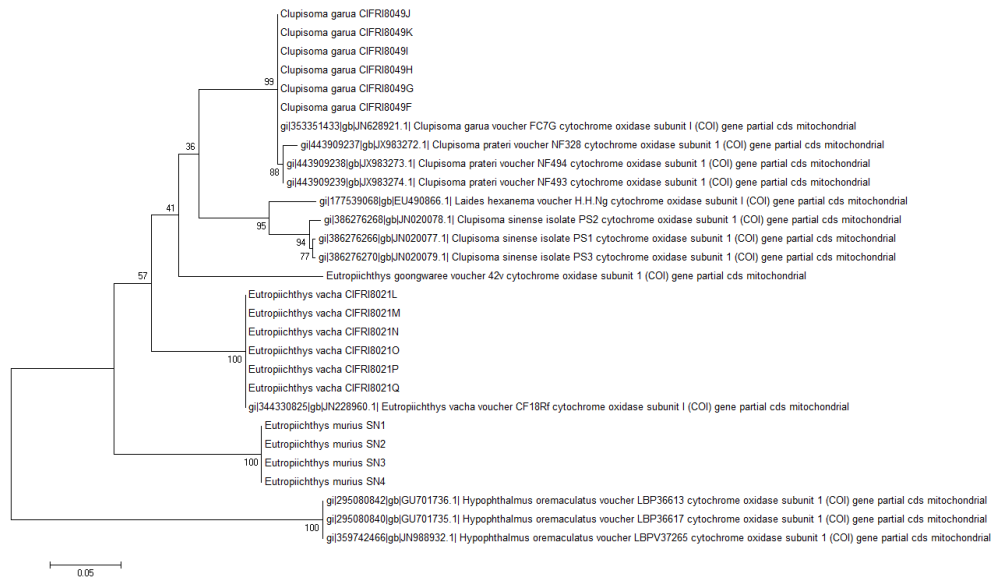 Clupisoma garua CIFRI8049J
Clupisoma garua CIFRI8049K
Clupisoma garua CIFRI8049I
Clupisoma garua CIFRI8049H
99
Clupisoma garua CIFRI8049G
Clupisoma garua CIFRI8049F
gi|353351433|gb|JN628921.1| Clupisoma garua voucher FC7G cytochrome oxidase subunit I (COI) gene partial cds mitochondrial
36
gi|443909237|gb|JX983272.1| Clupisoma prateri voucher NF328 cytochrome oxidase subunit 1 (COI) gene partial cds mitochondrial
gi|443909238|gb|JX983273.1| Clupisoma prateri voucher NF494 cytochrome oxidase subunit 1 (COI) gene partial cds mitochondrial
88
gi|443909239|gb|JX983274.1| Clupisoma prateri voucher NF493 cytochrome oxidase subunit 1 (COI) gene partial cds mitochondrial
gi|177539068|gb|EU490866.1| Laides hexanema voucher H.H.Ng cytochrome oxidase subunit I (COI) gene partial cds mitochondrial
41
95
gi|386276268|gb|JN020078.1| Clupisoma sinense isolate PS2 cytochrome oxidase subunit 1 (COI) gene partial cds mitochondrial
94
gi|386276266|gb|JN020077.1| Clupisoma sinense isolate PS1 cytochrome oxidase subunit 1 (COI) gene partial cds mitochondrial
77
gi|386276270|gb|JN020079.1| Clupisoma sinense isolate PS3 cytochrome oxidase subunit 1 (COI) gene partial cds mitochondrial
57
Eutropiichthys goongwaree voucher 42v cytochrome oxidase subunit 1 (COI) gene partial cds mitochondrial
Eutropiichthys vacha CIFRI8021L
Eutropiichthys vacha CIFRI8021M
Eutropiichthys vacha CIFRI8021N
Eutropiichthys vacha CIFRI8021O
100
Eutropiichthys vacha CIFRI8021P
Eutropiichthys vacha CIFRI8021Q
gi|344330825|gb|JN228960.1| Eutropiichthys vacha voucher CF18Rf cytochrome oxidase subunit I (COI) gene partial cds mitochondrial
Eutropiichthys murius SN1
Eutropiichthys murius SN2
100
Eutropiichthys murius SN3
Eutropiichthys murius SN4
gi|295080842|gb|GU701736.1| Hypophthalmus oremaculatus voucher LBP36613 cytochrome oxidase subunit 1 (COI) gene partial cds mitochondrial
gi|295080840|gb|GU701735.1| Hypophthalmus oremaculatus voucher LBP36617 cytochrome oxidase subunit 1 (COI) gene partial cds mitochondrial
100
gi|359742466|gb|JN988932.1| Hypophthalmus oremaculatus voucher LBPV37265 cytochrome oxidase subunit 1 (COI) gene partial cds mitochondrial
0.05